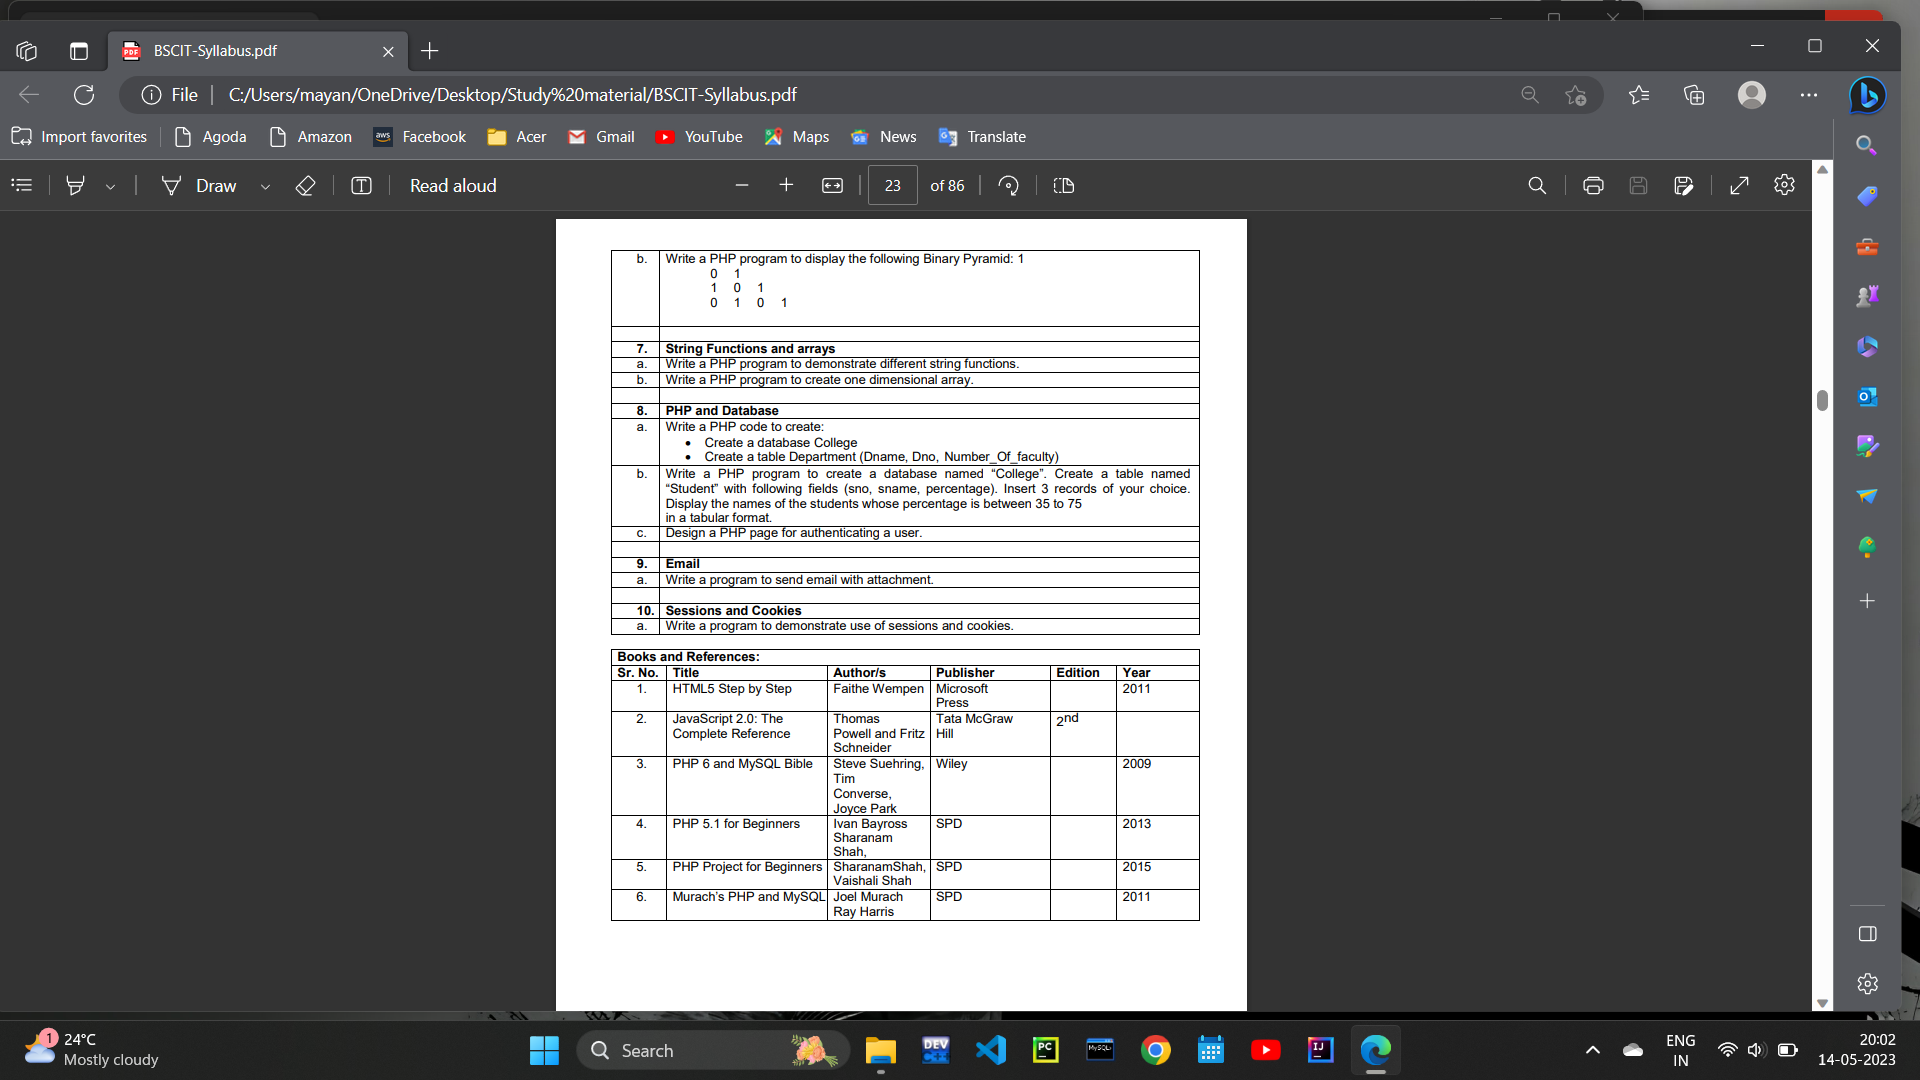 BSCIT-Syllabus.pdf
File
C:/Users/mayan/OneDrive/Desktop/Study%20material/BSCIT-Syllabus.pdf
Import favorites Agoda Amazon aws Facebook Acer Gmail YouTube Maps News Translate
Draw Read aloud 23 of 86
b. Write a PHP program to display the following Binary Pyramid: 1
0 1
1 0 1
0 1 0 1
7. String Functions and arrays
a. Write a PHP program to demonstrate different string functions.
b. Write a PHP program to create one dimensional array.
8. PHP and Database
a. Write a PHP code to create:
• Create a database College
• Create a table Department (Dname, Dno, Number_Of_faculty)
b. Write a PHP program to create a database named “College”. Create a table named
“Student” with following fields (sno, sname, percentage). Insert 3 records of your choice.
Display the names of the students whose percentage is between 35 to 75
in a tabular format.
c. Design a PHP page for authenticating a user.
9. Email
a. Write a program to send email with attachment.
10. Sessions and Cookies
a. Write a program to demonstrate use of sessions and cookies.
Books and References:
Sr. No. Title Author/s Publisher Edition Year
1. HTML5 Step by Step Faithe Wempen Microsoft 2011
Press
2. JavaScript 2.0: The Thomas Tata McGraw 2nd
Complete Reference Powell and Fritz Hill
Schneider
3. PHP 6 and MySQL Bible Steve Suehring, Wiley 2009
Tim
Converse,
Joyce Park
4. PHP 5.1 for Beginners Ivan Bayross SPD 2013
Sharanam
Shah,
5. PHP Project for Beginners SharanamShah, SPD 2015
Vaishali Shah
6. Murach's PHP and MySQL Joel Murach SPD 2011
Ray Harris
1 24°C
Mostly cloudy
Search
DEV C++
PC
MySQL
IJ
ENG
IN
20:02
14-05-2023